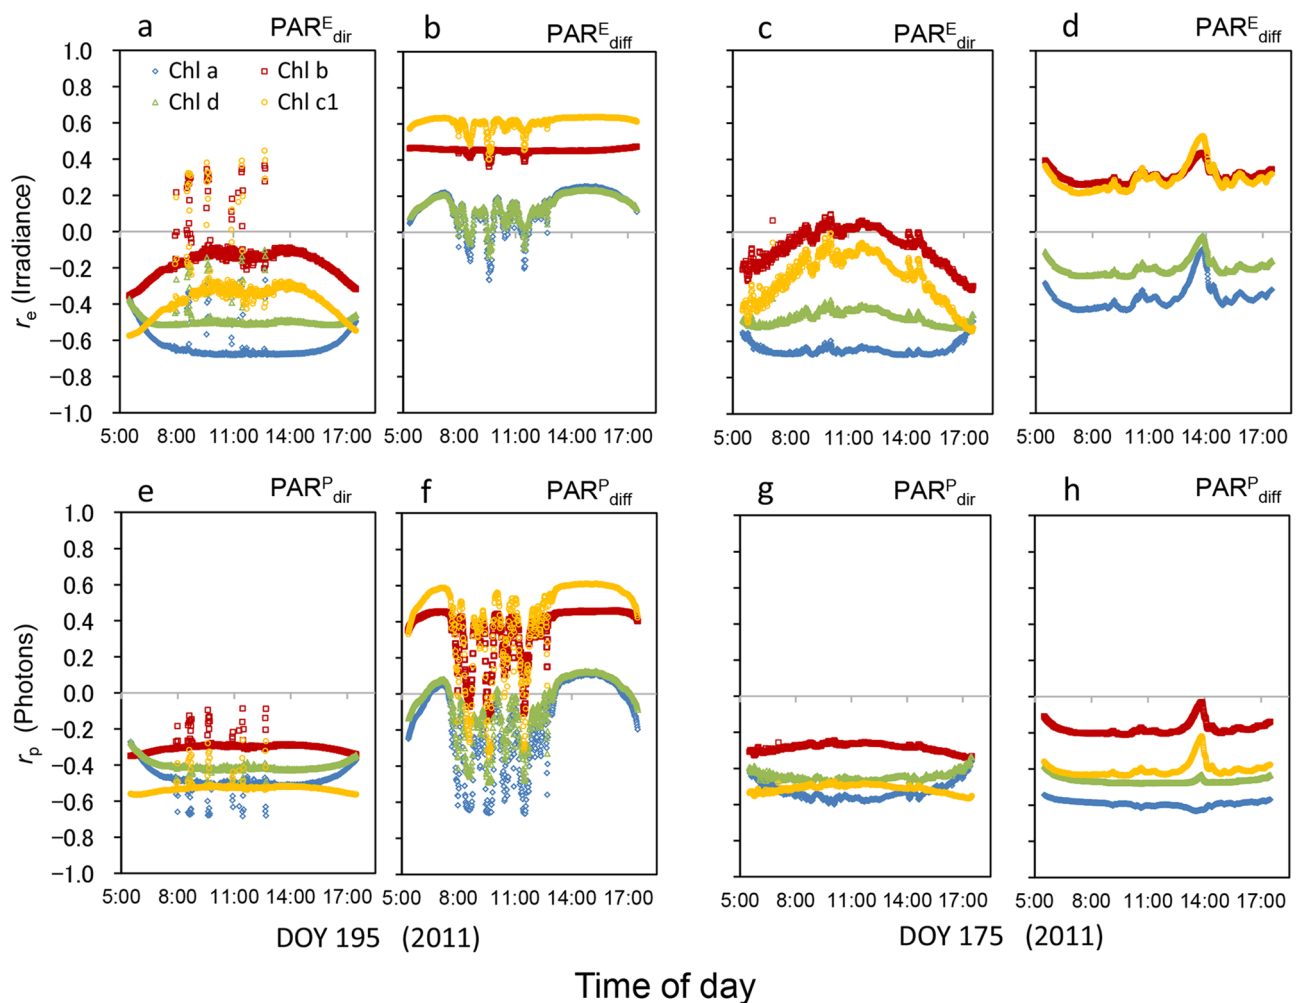 a PAR^E_dir b PAR^E_diff c PAR^E_dir d PAR^E_diff
Chl a Chl b
Chl d Chl c1
1.0
0.8
0.6
0.4
0.2
0.0
−0.2
−0.4
−0.6
−0.8
−1.0
r_e (Irradiance)
5:00 8:00 11:00 14:00 17:00 5:00 8:00 11:00 14:00 17:00 5:00 8:00 11:00 14:00 17:00 5:00 8:00 11:00 14:00 17:00
e PAR^P_dir f PAR^P_diff g PAR^P_dir h PAR^P_diff
1.0
0.8
0.6
0.4
0.2
0.0
−0.2
−0.4
−0.6
−0.8
−1.0
r_p (Photons)
5:00 8:00 11:00 14:00 17:00 5:00 8:00 11:00 14:00 17:00 5:00 8:00 11:00 14:00 17:00 5:00 8:00 11:00 14:00 17:00
DOY 195 (2011) DOY 175 (2011)
Time of day